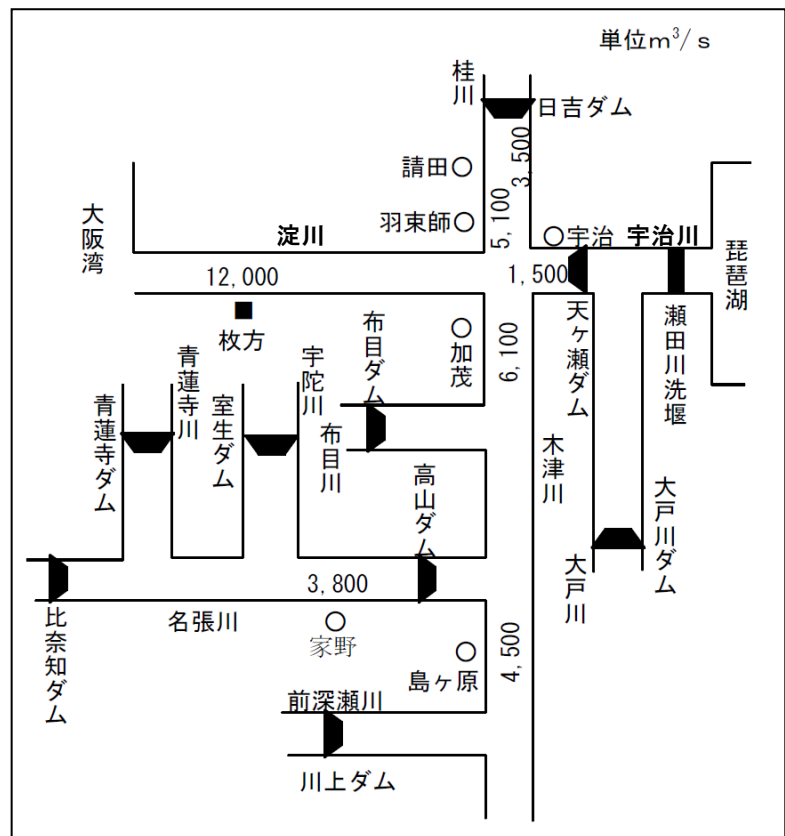 単位m³/s
桂川
日吉ダム
3,500
請田
羽束師
5,100
大阪湾
淀川
12,000
枚方
宇治
宇治川
1,500
天ヶ瀬ダム
瀬田川洗堰
琵琶湖
加茂
6,100
布目ダム
布目川
宇陀川
室生ダム
青蓮寺川
青蓮寺ダム
高山ダム
木津川
大戸川
大戸川ダム
3,800
比奈知ダム
名張川
家野
島ヶ原
4,500
前深瀬川
川上ダム